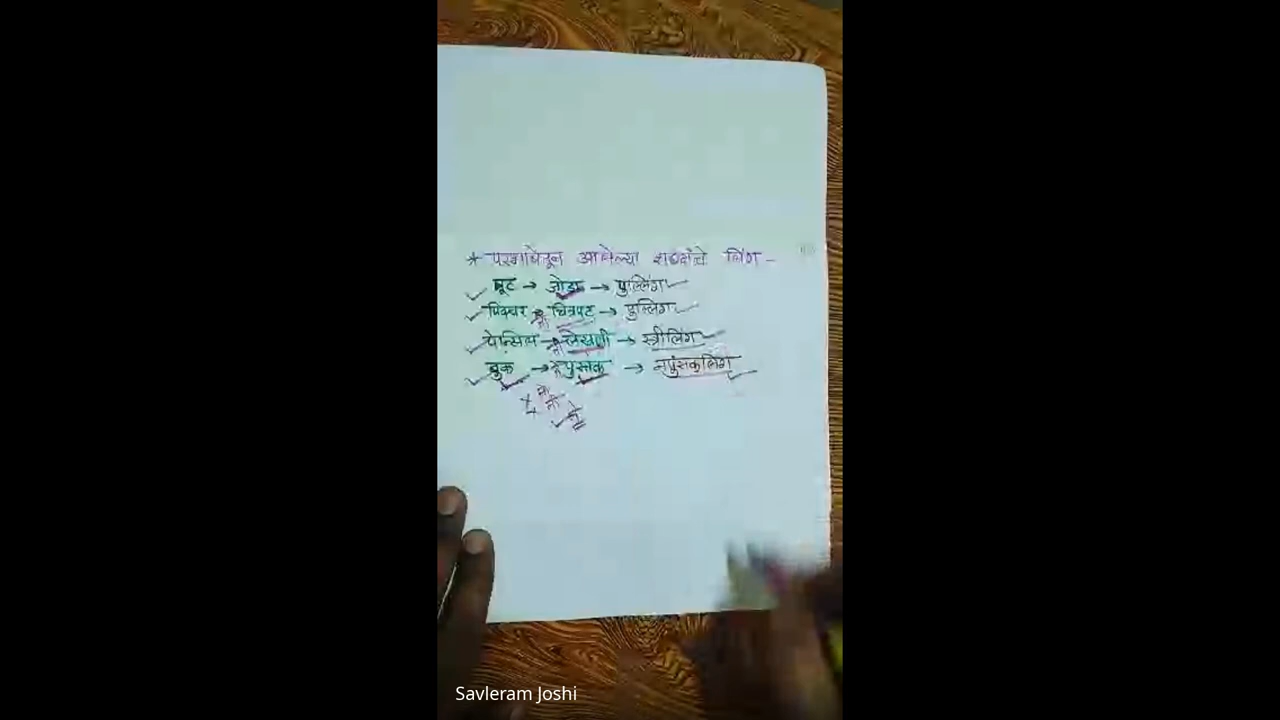 * परभाषेतून आलेल्या शब्दांचे लिंग -
बूट → जोडा → पुल्लिंग
पिक्चर → चित्रपट → पुल्लिंग
पेन्सिल → लेखणी → स्त्रीलिंग
बुक → पुस्तक → नपुंसकलिंग
Savleram Joshi